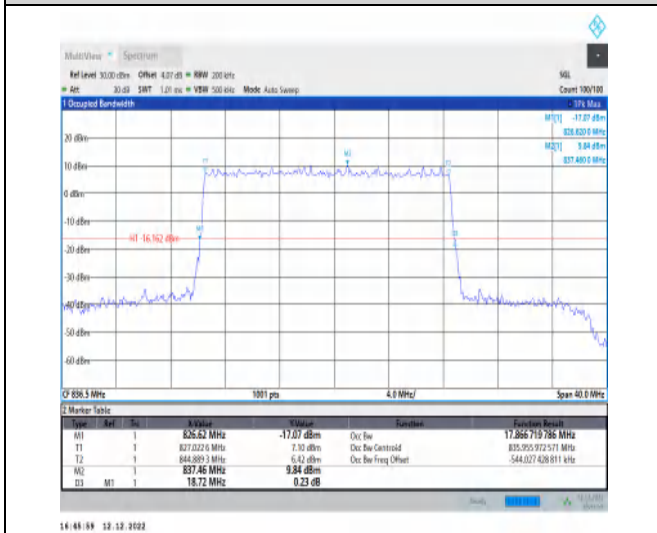 MultiView Spectrum
Ref Level 30.00 dBm Offset 4.07 dB RBW 200 kHz SGL
Att 30 dB SWT 1.01 ms VBW 500 kHz Mode Auto Sweep Count 100/100
1 Occupied Bandwidth 1Pk Max
M1[1] -17.07 dBm
826.620 0 MHz
M2[1] 9.84 dBm
837.460 0 MHz
20 dBm
M2
T1
T2
10 dBm
0 dBm
-10 dBm
M1
D3
H1 -16.162 dBm
-20 dBm
-30 dBm
-40 dBm
-50 dBm
-60 dBm
CF 836.5 MHz 1001 pts 4.0 MHz/ Span 40.0 MHz
2 Marker Table
Type Ref Trc X-Value Y-Value Function Function Result
M1 1 826.62 MHz -17.07 dBm Occ Bw 17.866 719 786 MHz
T1 1 827.022 6 MHz 7.10 dBm Occ Bw Centroid 835.955 972 571 MHz
T2 1 844.889 3 MHz 6.42 dBm Occ Bw Freq Offset -544.027 428 811 kHz
M2 1 837.46 MHz 9.84 dBm
D3 M1 1 18.72 MHz 0.23 dB
Ready
16:45:59 12.12.2022